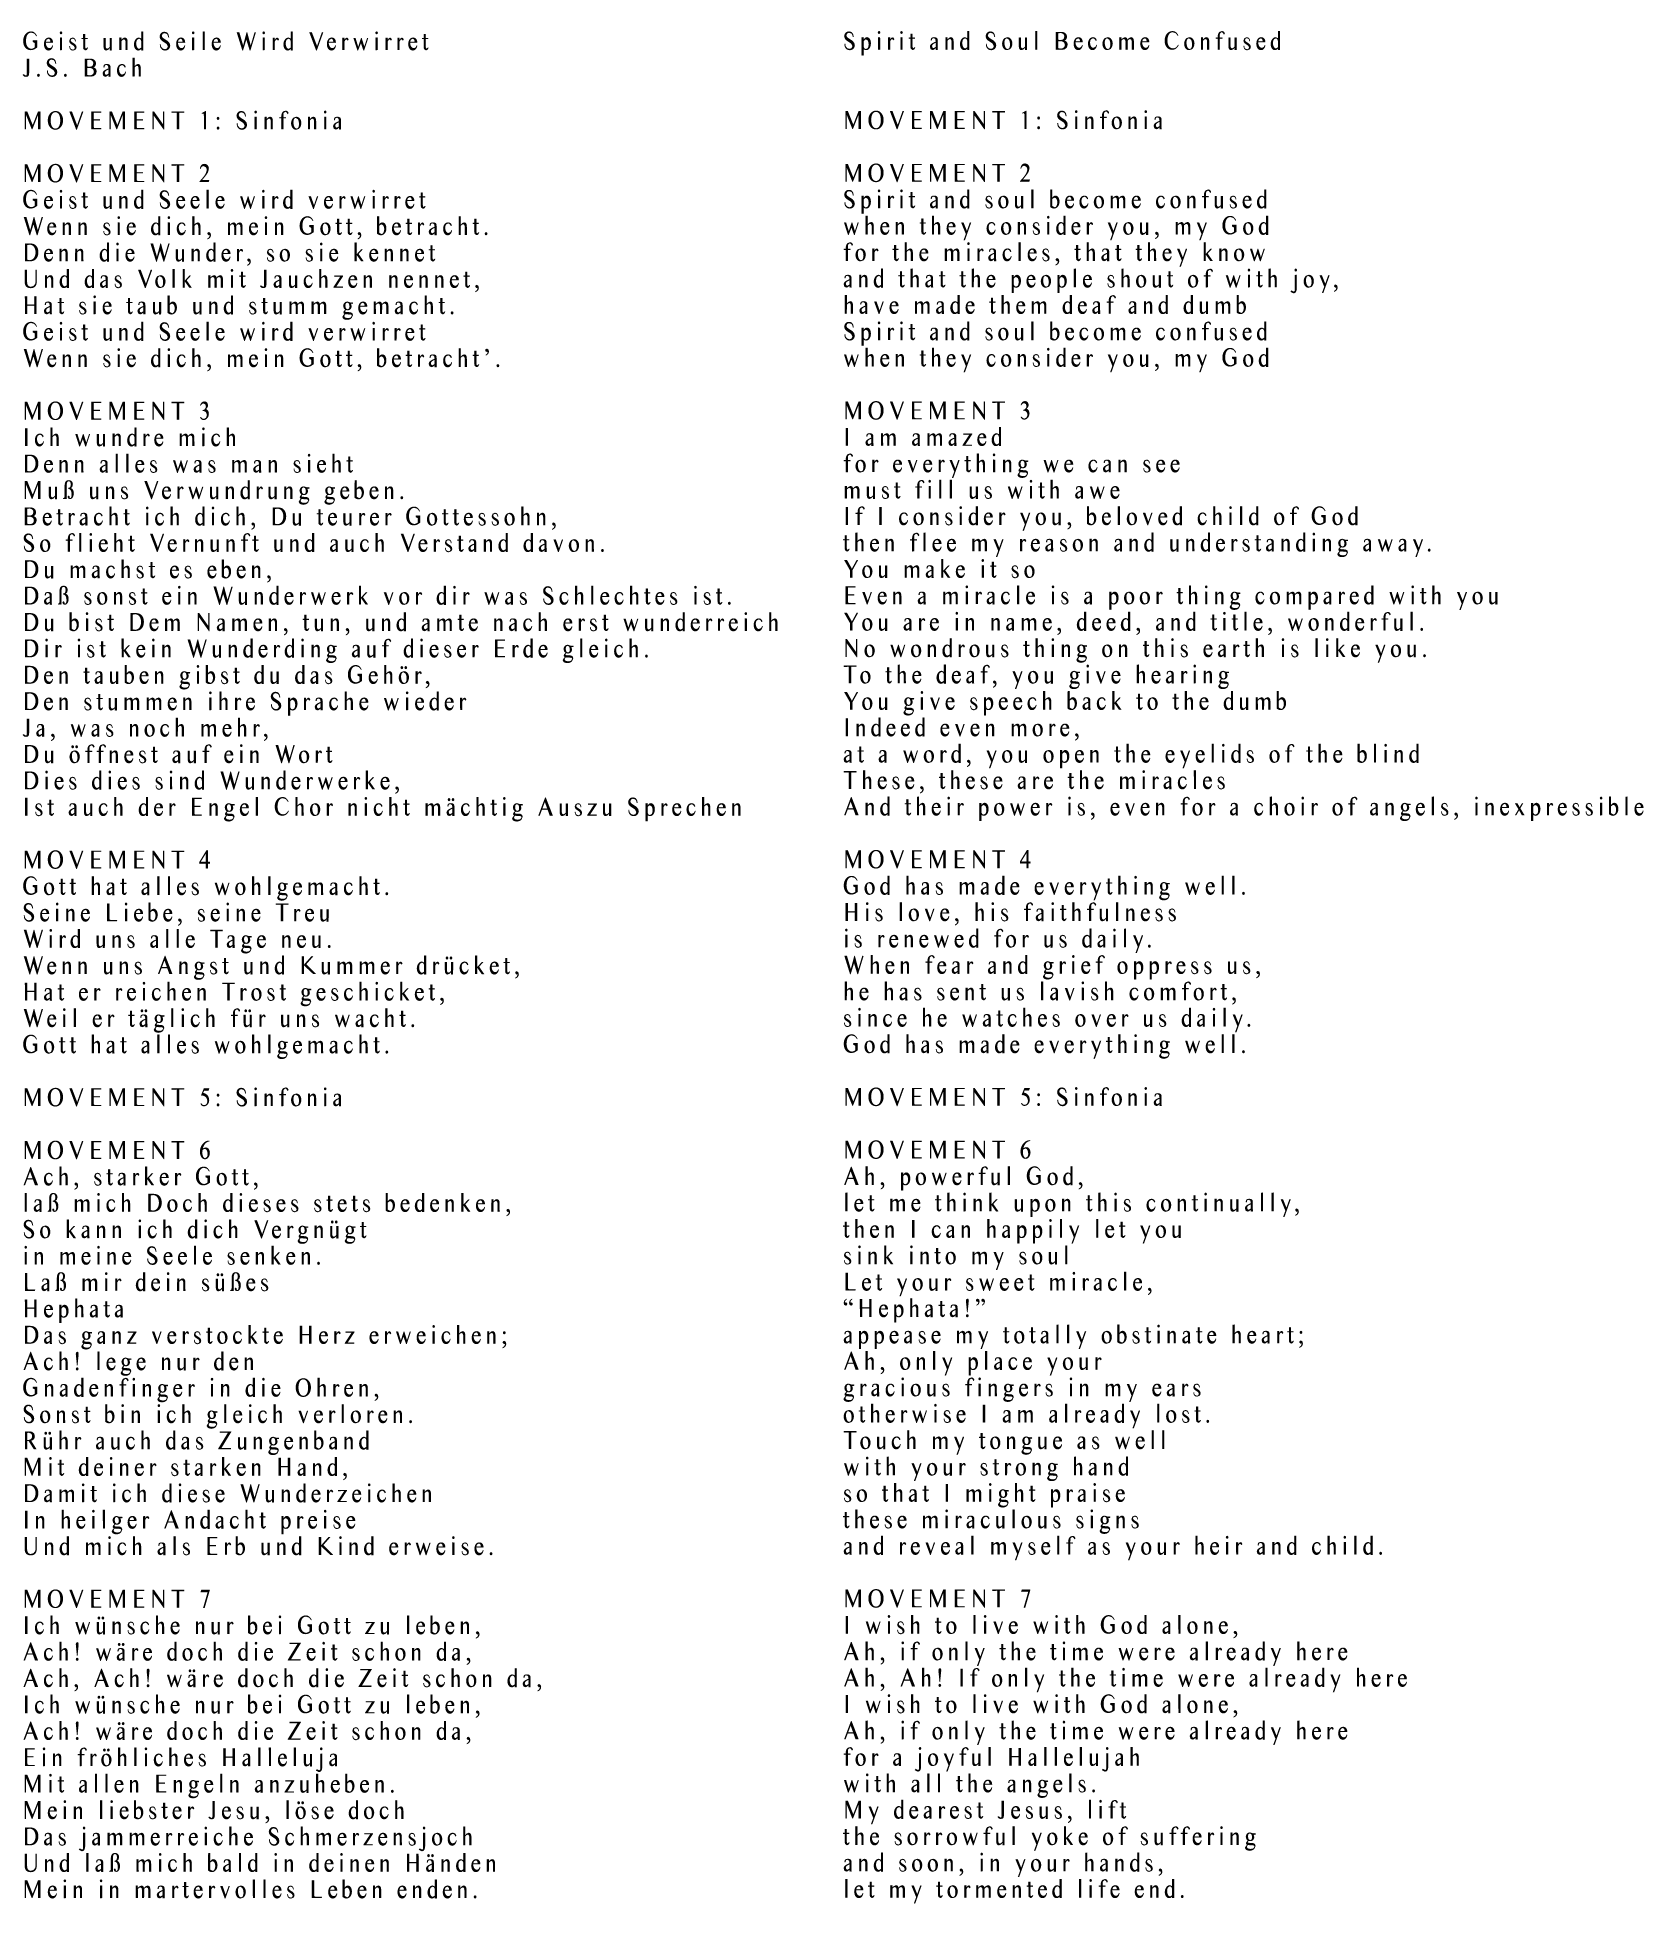 Geist und Seile Wird Verwirret
J.S. Bach
MOVEMENT 1: Sinfonia
MOVEMENT 2
Geist und Seele wird verwirret
Wenn sie dich, mein Gott, betracht.
Denn die Wunder, so sie kennet
Und das Volk mit Jauchzen nennet,
Hat sie taub und stumm gemacht.
Geist und Seele wird verwirret
Wenn sie dich, mein Gott, betracht’.
MOVEMENT 3
Ich wundre mich
Denn alles was man sieht
Muß uns Verwundrung geben.
Betracht ich dich, Du teurer Gottessohn,
So flieht Vernunft und auch Verstand davon.
Du machst es eben,
Daß sonst ein Wunderwerk vor dir was Schlechtes ist.
Du bist Dem Namen, tun, und amte nach erst wunderreich
Dir ist kein Wunderding auf dieser Erde gleich.
Den tauben gibst du das Gehör,
Den stummen ihre Sprache wieder
Ja, was noch mehr,
Du öffnest auf ein Wort
Dies dies sind Wunderwerke,
Ist auch der Engel Chor nicht mächtig Auszu Sprechen
MOVEMENT 4
Gott hat alles wohlgemacht.
Seine Liebe, seine Treu
Wird uns alle Tage neu.
Wenn uns Angst und Kummer drücket,
Hat er reichen Trost geschicket,
Weil er täglich für uns wacht.
Gott hat alles wohlgemacht.
MOVEMENT 5: Sinfonia
MOVEMENT 6
Ach, starker Gott,
laß mich Doch dieses stets bedenken,
So kann ich dich Vergnügt
in meine Seele senken.
Laß mir dein süßes
Hephata
Das ganz verstockte Herz erweichen;
Ach! lege nur den
Gnadenfinger in die Ohren,
Sonst bin ich gleich verloren.
Rühr auch das Zungenband
Mit deiner starken Hand,
Damit ich diese Wunderzeichen
In heilger Andacht preise
Und mich als Erb und Kind erweise.
MOVEMENT 7
Ich wünsche nur bei Gott zu leben,
Ach! wäre doch die Zeit schon da,
Ach, Ach! wäre doch die Zeit schon da,
Ich wünsche nur bei Gott zu leben,
Ach! wäre doch die Zeit schon da,
Ein fröhliches Halleluja
Mit allen Engeln anzuheben.
Mein liebster Jesu, löse doch
Das jammerreiche Schmerzensjoch
Und laß mich bald in deinen Händen
Mein in martervolles Leben enden.
Spirit and Soul Become Confused
MOVEMENT 1: Sinfonia
MOVEMENT 2
Spirit and soul become confused
when they consider you, my God
for the miracles, that they know
and that the people shout of with joy,
have made them deaf and dumb
Spirit and soul become confused
when they consider you, my God
MOVEMENT 3
I am amazed
for everything we can see
must fill us with awe
If I consider you, beloved child of God
then flee my reason and understanding away.
You make it so
Even a miracle is a poor thing compared with you
You are in name, deed, and title, wonderful.
No wondrous thing on this earth is like you.
To the deaf, you give hearing
You give speech back to the dumb
Indeed even more,
at a word, you open the eyelids of the blind
These, these are the miracles
And their power is, even for a choir of angels, inexpressible
MOVEMENT 4
God has made everything well.
His love, his faithfulness
is renewed for us daily.
When fear and grief oppress us,
he has sent us lavish comfort,
since he watches over us daily.
God has made everything well.
MOVEMENT 5: Sinfonia
MOVEMENT 6
Ah, powerful God,
let me think upon this continually,
then I can happily let you
sink into my soul
Let your sweet miracle,
“Hephata!”
appease my totally obstinate heart;
Ah, only place your
gracious fingers in my ears
otherwise I am already lost.
Touch my tongue as well
with your strong hand
so that I might praise
these miraculous signs
and reveal myself as your heir and child.
MOVEMENT 7
I wish to live with God alone,
Ah, if only the time were already here
Ah, Ah! If only the time were already here
I wish to live with God alone,
Ah, if only the time were already here
for a joyful Hallelujah
with all the angels.
My dearest Jesus, lift
the sorrowful yoke of suffering
and soon, in your hands,
let my tormented life end.